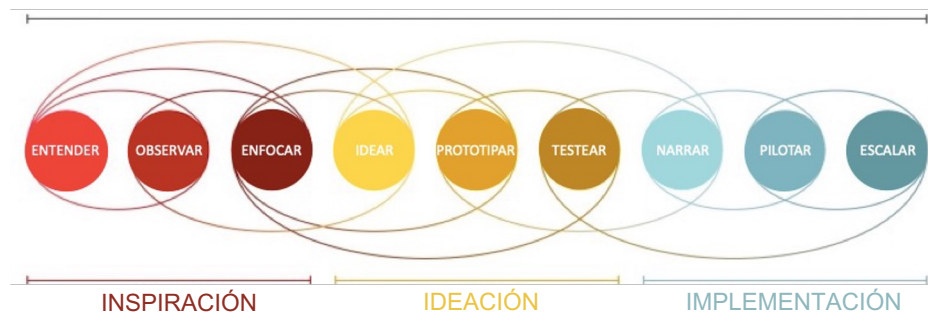 ENTENDER
OBSERVAR
ENFOCAR
IDEAR
PROTOTIPAR
TESTEAR
NARRAR
PILOTAR
ESCALAR
INSPIRACIÓN
IDEACIÓN
IMPLEMENTACIÓN